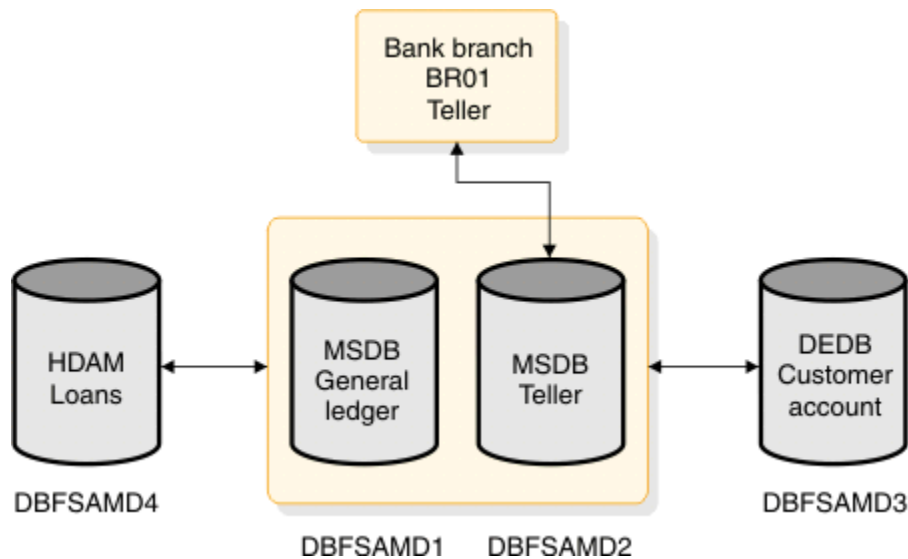 Bank branch
BR01
Teller
HDAM
Loans
MSDB
General
ledger
MSDB
Teller
DEDB
Customer
account
DBFSAMD4
DBFSAMD3
DBFSAMD1
DBFSAMD2